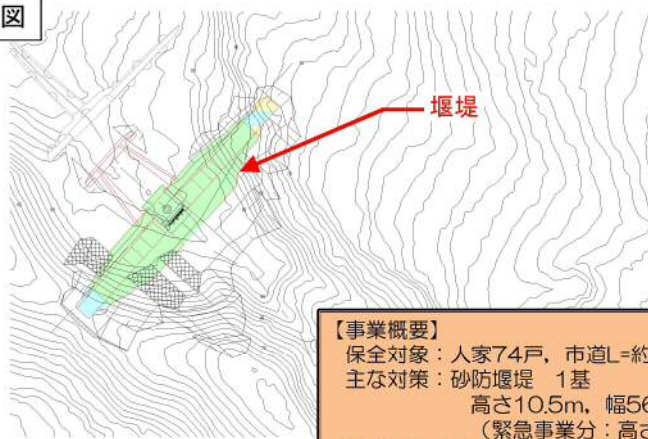 図
堰堤
【事業概要】
保全対象：人家74戸，市道L=約
主な対策：砂防堰堤　1基
高さ10.5m，幅56
（緊急事業分：高さ